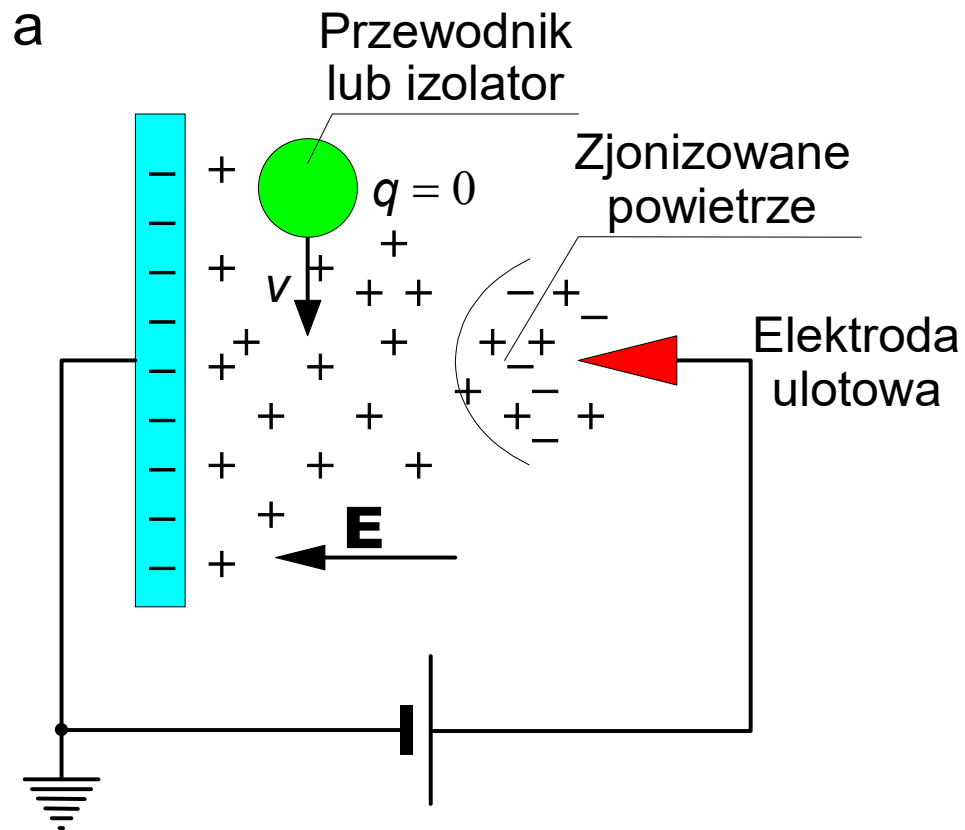 a
Przewodnik
lub izolator
q = 0
Zjonizowane
powietrze
v
Elektroda
ulotowa
E